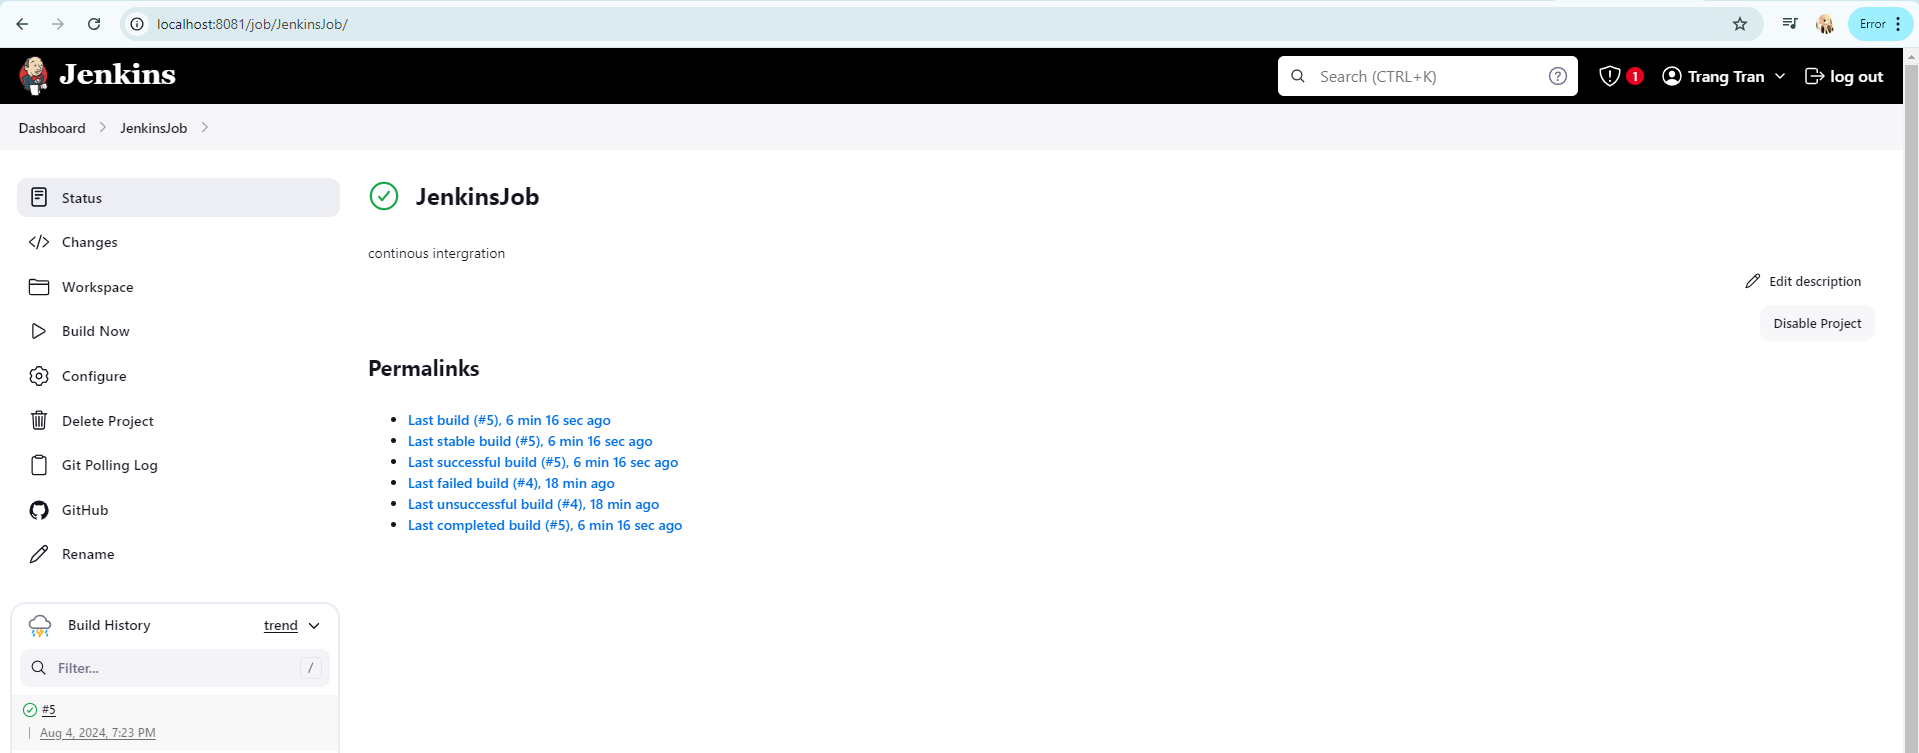 localhost:8081/job/JenkinsJob/
Error
Jenkins
Search (CTRL+K)
?
1
Trang Tran
log out
Dashboard
JenkinsJob
Status
Changes
Workspace
Build Now
Configure
Delete Project
Git Polling Log
GitHub
Rename
Build History
trend
Filter...
/
#5
Aug 4, 2024, 7:23 PM
JenkinsJob
continous intergration
Edit description
Disable Project
Permalinks
Last build (#5), 6 min 16 sec ago
Last stable build (#5), 6 min 16 sec ago
Last successful build (#5), 6 min 16 sec ago
Last failed build (#4), 18 min ago
Last unsuccessful build (#4), 18 min ago
Last completed build (#5), 6 min 16 sec ago